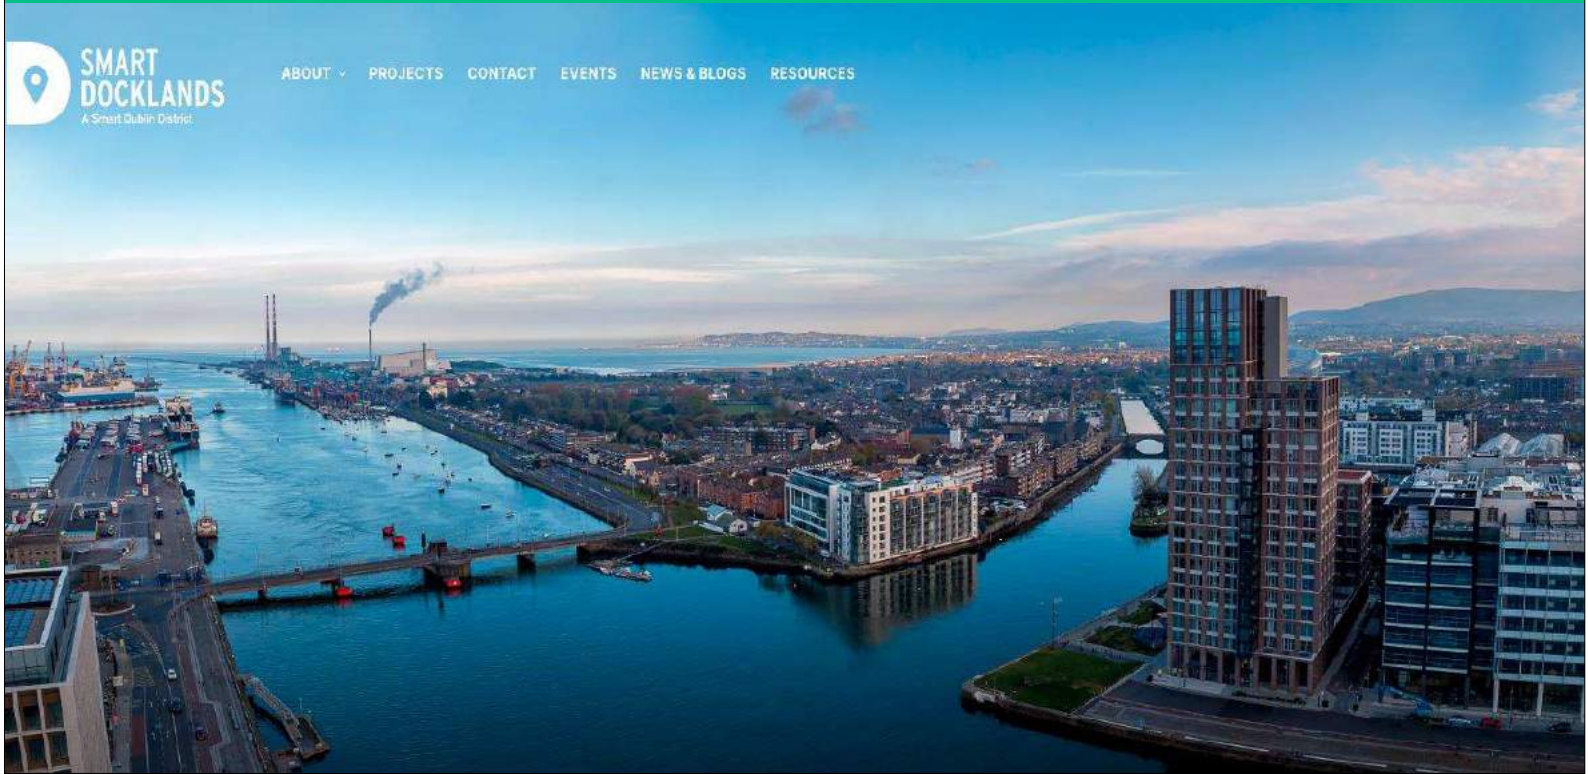 SMART
DOCKLANDS
A Smart Dublin District
ABOUT PROJECTS CONTACT EVENTS NEWS & BLOGS RESOURCES